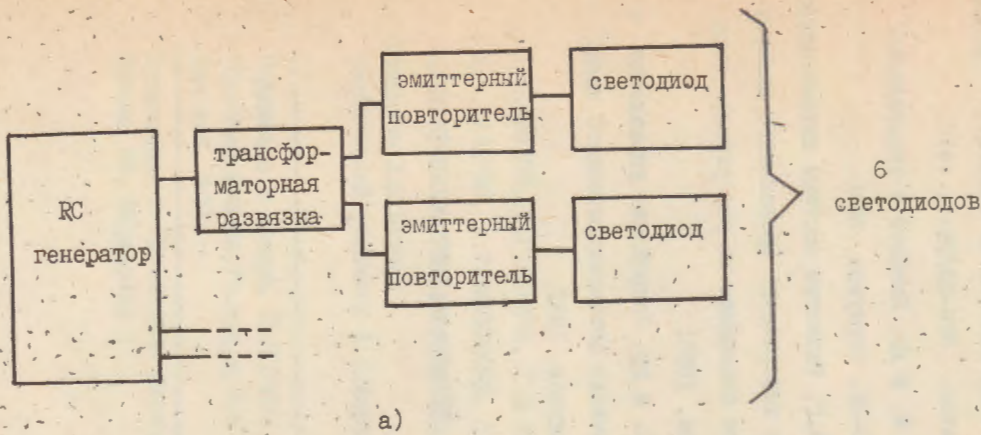 RC
генератор
трансфор-
маторная
развязка
эмиттерный
повторитель
светодиод
эмиттерный
повторитель
светодиод
6
светодиодов
а)